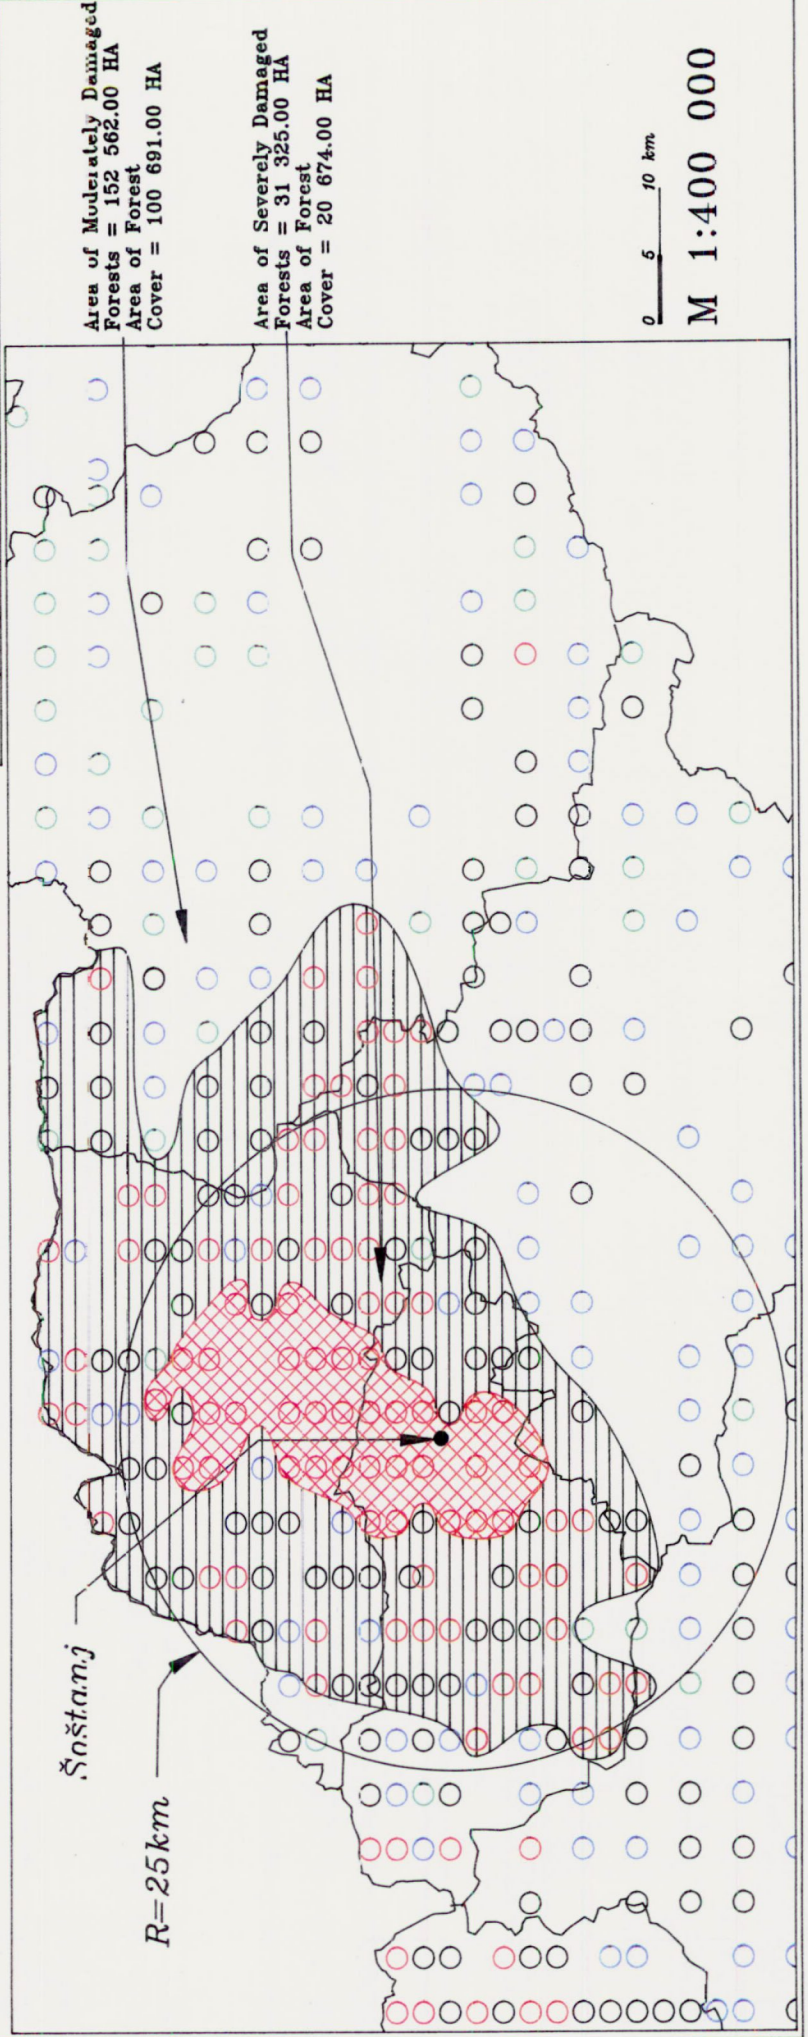 Area of Moderately Damaged
Forests = 152 562.00 HA
Area of Forest
Cover = 100 691.00 HA
Area of Severely Damaged
Forests = 31 325.00 HA
Area of Forest
Cover = 20 674.00 HA
0 5 10 km
M 1:400 000
Šoštanj
R=25km